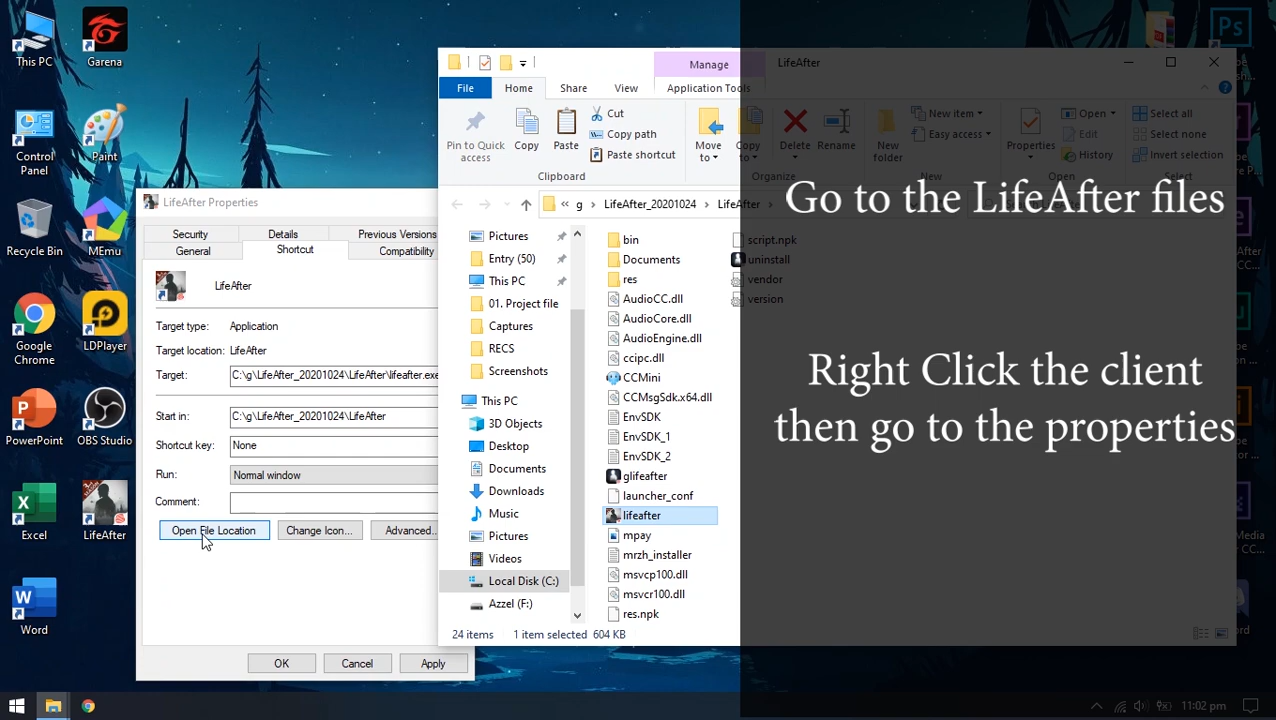 This PC
Garena
Control
Panel
Paint
Recycle Bin
MEmu
Google
Chrome
LDPlayer
PowerPoint
OBS Studio
Excel
LifeAfter
Word
LifeAfter Properties
Security
Details
Previous Versions
General
Shortcut
Compatibility
LifeAfter
Target type:
Application
Target location:
LifeAfter
Target:
C:\g\LifeAfter_20201024\LifeAfter\lifeafter.exe
Start in:
C:\g\LifeAfter_20201024\LifeAfter
Shortcut key:
None
Run:
Normal window
Comment:
Open File Location
Change Icon...
Advanced..
OK
Cancel
Apply
Manage
LifeAfter
File
Home
Share
View
Application Tools
Pin to Quick
access
Copy
Paste
Cut
Copy path
Paste shortcut
Clipboard
Move
to
Copy
to
Delete
Rename
Organize
New
folder
New item
Easy access
Properties
Open
Edit
History
Open
Select all
Select none
Invert selection
Select
« g > LifeAfter_20201024 > LifeAfter >
Pictures
Entry (50)
This PC
01. Project file
Captures
RECS
Screenshots
This PC
3D Objects
Desktop
Documents
Downloads
Music
Pictures
Videos
Local Disk (C:)
Azzel (F:)
bin
Documents
res
AudioCC.dll
AudioCore.dll
AudioEngine.dll
ccipc.dll
CCMini
CCMsgSdk.x64.dll
EnvSDK
EnvSDK_1
EnvSDK_2
glifeafter
launcher_conf
lifeafter
mpay
mrzh_installer
msvcp100.dll
msvcr100.dll
res.npk
script.npk
uninstall
vendor
version
24 items
1 item selected 604 KB
Go to the LifeAfter files
Right Click the client
then go to the properties
Ps
11:02 pm